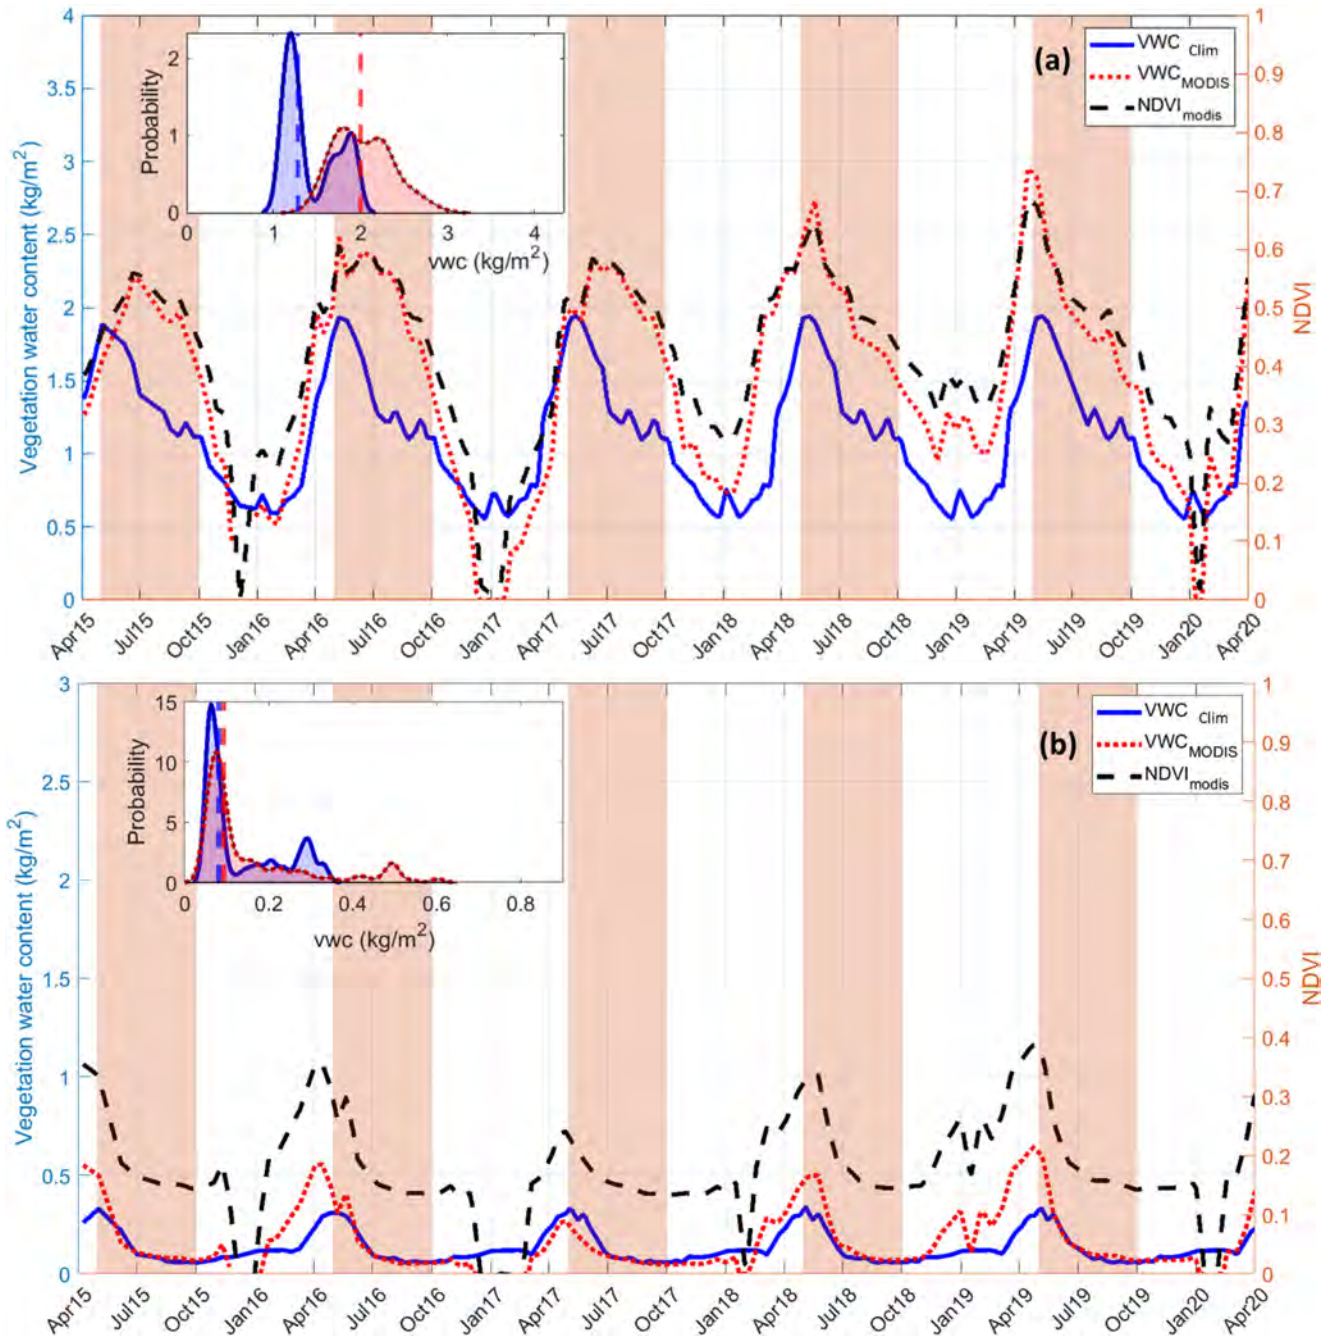 4
3.5
3
2.5
2
1.5
1
0.5
0
Vegetation water content (kg/m²)
1
0.9
0.8
0.7
0.6
0.5
0.4
0.3
0.2
0.1
0
NDVI
(a)
VWC Clim
VWC MODIS
NDVI modis
2
1
0
Probability
0 1 2 3 4
vwc (kg/m²)
Apr15 Jul15 Oct15 Jan16 Apr16 Jul16 Oct16 Jan17 Apr17 Jul17 Oct17 Jan18 Apr18 Jul18 Oct18 Jan19 Apr19 Jul19 Oct19 Jan20 Apr20
3
2.5
2
1.5
1
0.5
0
Vegetation water content (kg/m²)
1
0.9
0.8
0.7
0.6
0.5
0.4
0.3
0.2
0.1
0
NDVI
(b)
VWC Clim
VWC MODIS
NDVI modis
15
10
5
0
Probability
0 0.2 0.4 0.6 0.8
vwc (kg/m²)
Apr15 Jul15 Oct15 Jan16 Apr16 Jul16 Oct16 Jan17 Apr17 Jul17 Oct17 Jan18 Apr18 Jul18 Oct18 Jan19 Apr19 Jul19 Oct19 Jan20 Apr20